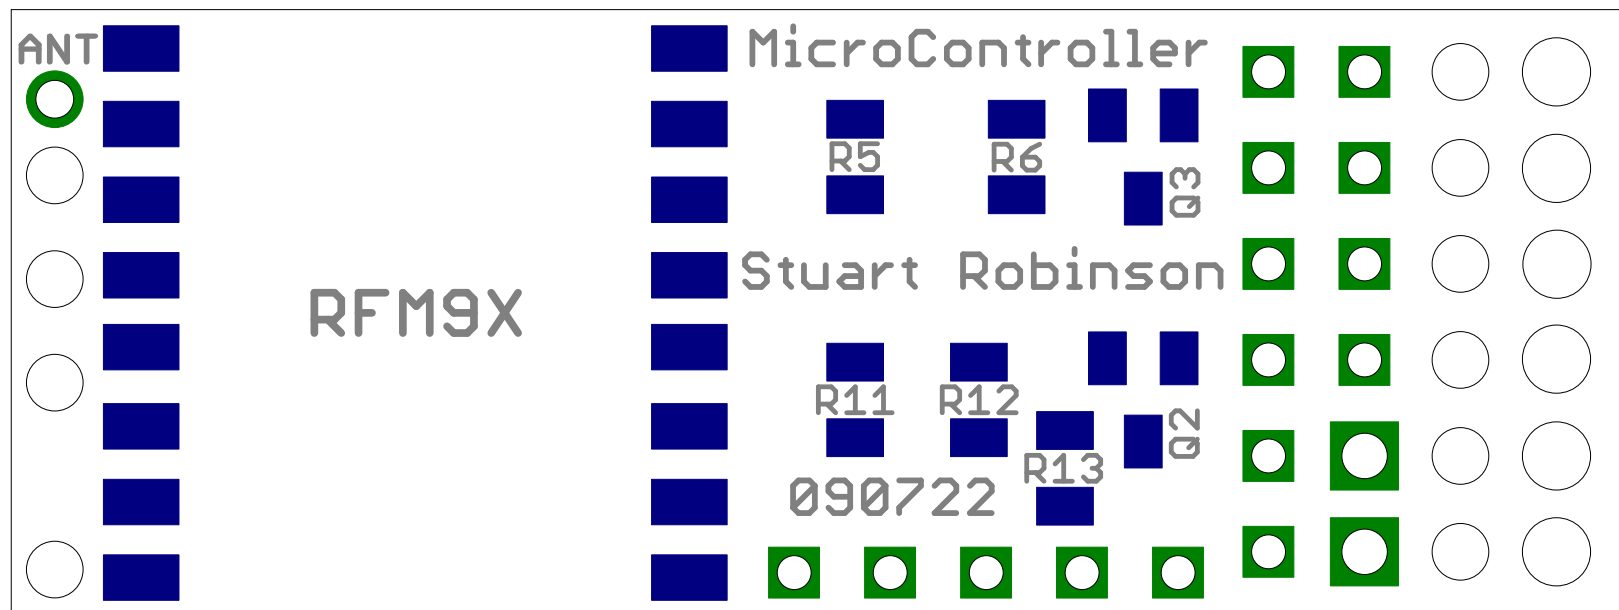 ANT
MicroController
R5
R6
Q3
Stuart Robinson
RFM9X
R11
R12
Q2
R13
090722